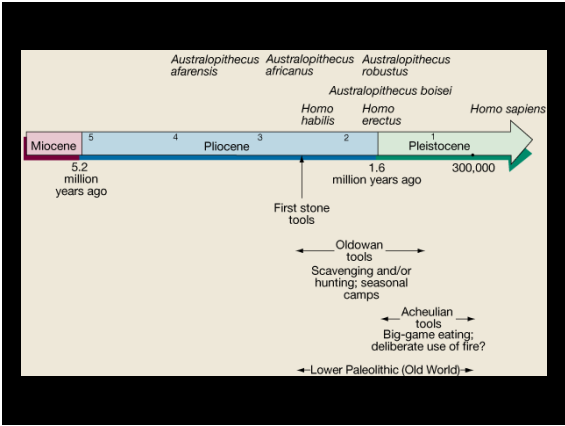 Australopithecus afarensis
Australopithecus africanus
Australopithecus robustus
Australopithecus boisei
Homo habilis
Homo erectus
Homo sapiens
5 4 3 2 1
Miocene Pliocene Pleistocene
5.2
million
years ago
1.6
million years ago
300,000
First stone
tools
Oldowan
tools
Scavenging and/or
hunting; seasonal
camps
Acheulian
tools
Big-game eating;
deliberate use of fire?
Lower Paleolithic (Old World)